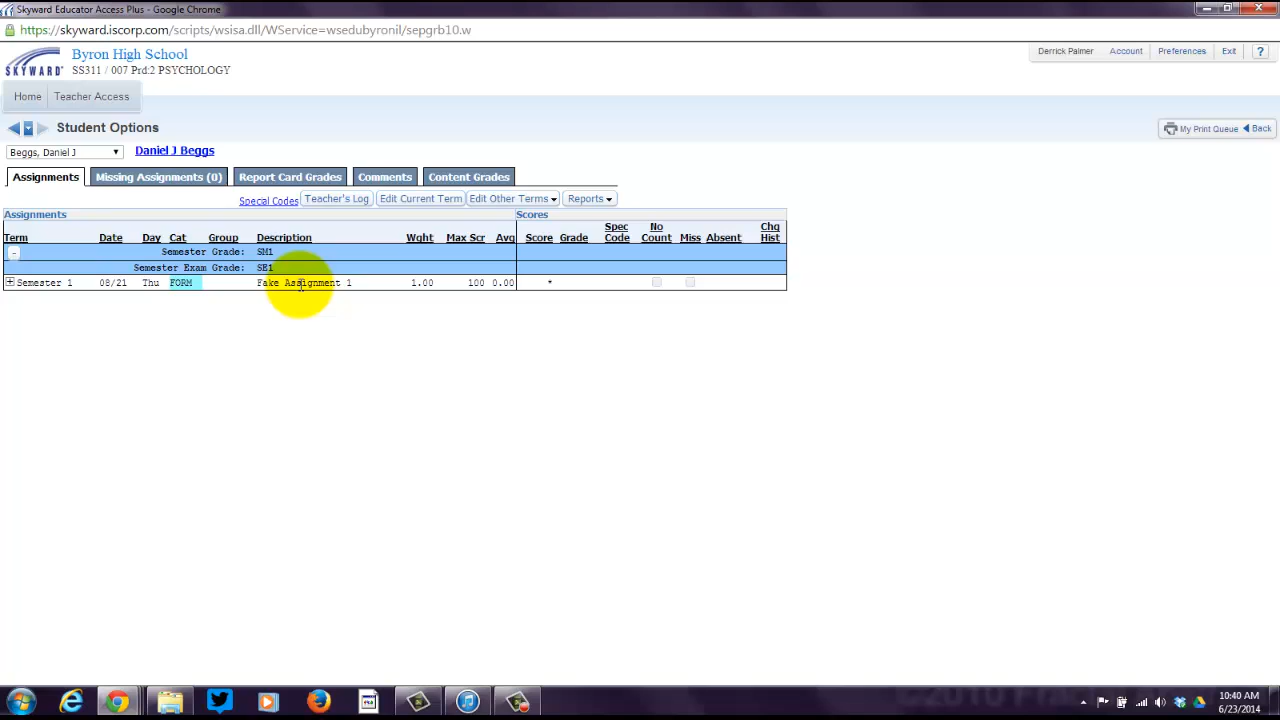 Skyward Educator Access Plus - Google Chrome
https://skyward.iscorp.com/scripts/wsisa.dll/WService=wsedubyronil/sepgrb10.w
SKYWARD
Byron High School
SS311 / 007 Prd:2 PSYCHOLOGY
Derrick Palmer Account Preferences Exit ?
Home Teacher Access
Student Options
My Print Queue Back
Beggs, Daniel J
Daniel J Beggs
Assignments Missing Assignments (0) Report Card Grades Comments Content Grades
Special Codes Teacher's Log Edit Current Term Edit Other Terms Reports
Assignments Scores
Term Date Day Cat Group Description Wght Max Scr Avg Score Grade Spec Code No Count Miss Absent Chg Hist
- Semester Grade: SM1
Semester Exam Grade: SE1
Semester 1 08/21 Thu FORM Fake Assignment 1 1.00 100 0.00 *
10:40 AM
6/23/2014